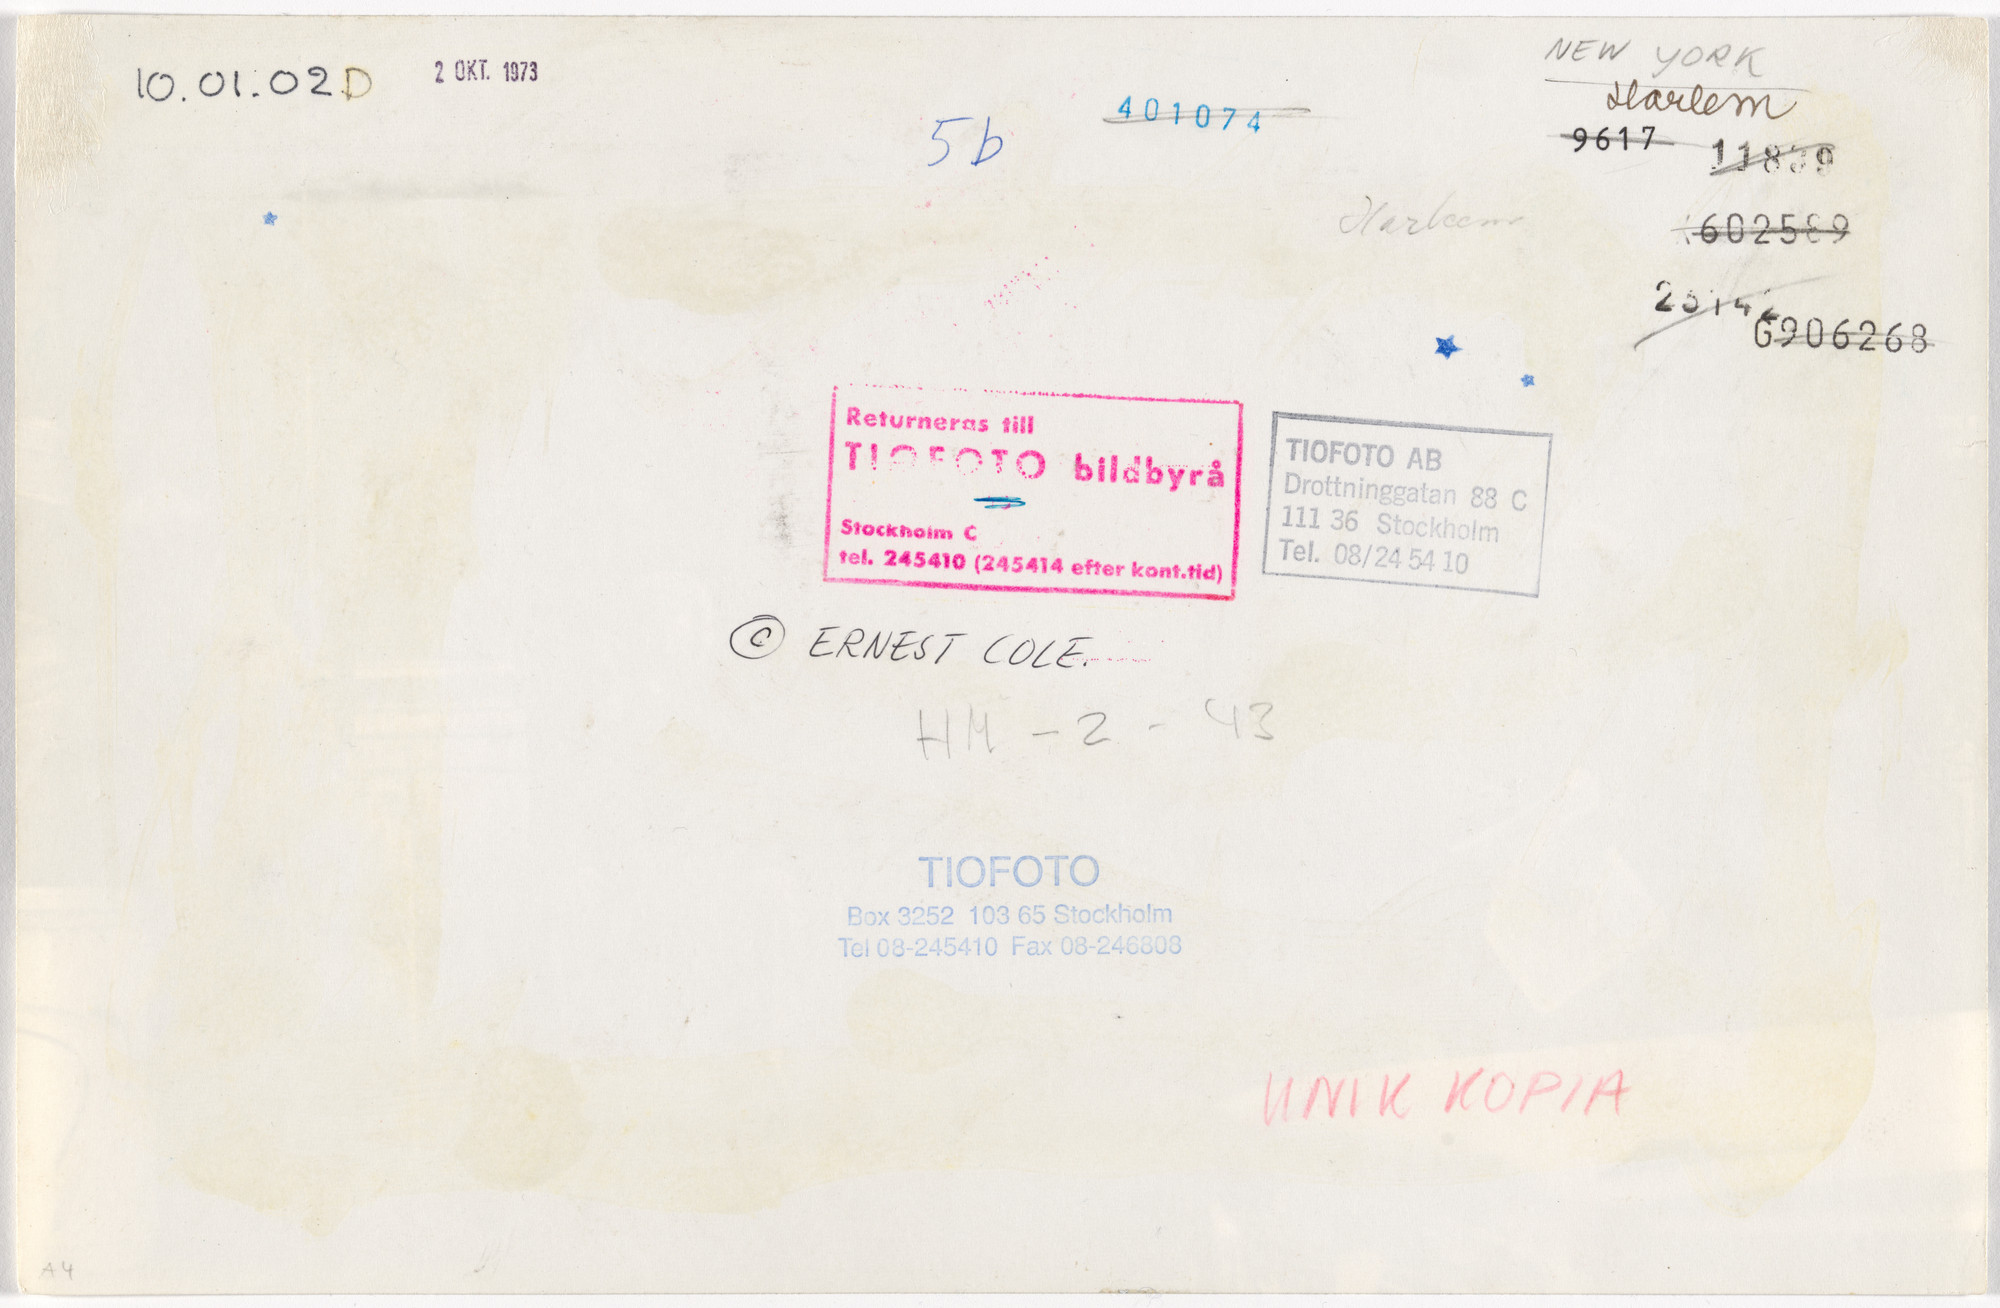 NEW YORK
Harlem
10.01.02D
2 OKT. 1973
401074
5b
9617
11839
Harlem
602589
23142
G906268
Returneras till
TIOFOTO bildbyrå
Stockholm C
tel. 245410 (245414 efter kont.tid)
TIOFOTO AB
Drottninggatan 88 C
111 36 Stockholm
Tel. 08/24 54 10
© ERNEST COLE.
HM - 2 - 43
TIOFOTO
Box 3252 103 65 Stockholm
Tel 08-245410 Fax 08-246808
UNIK KOPIA
A4